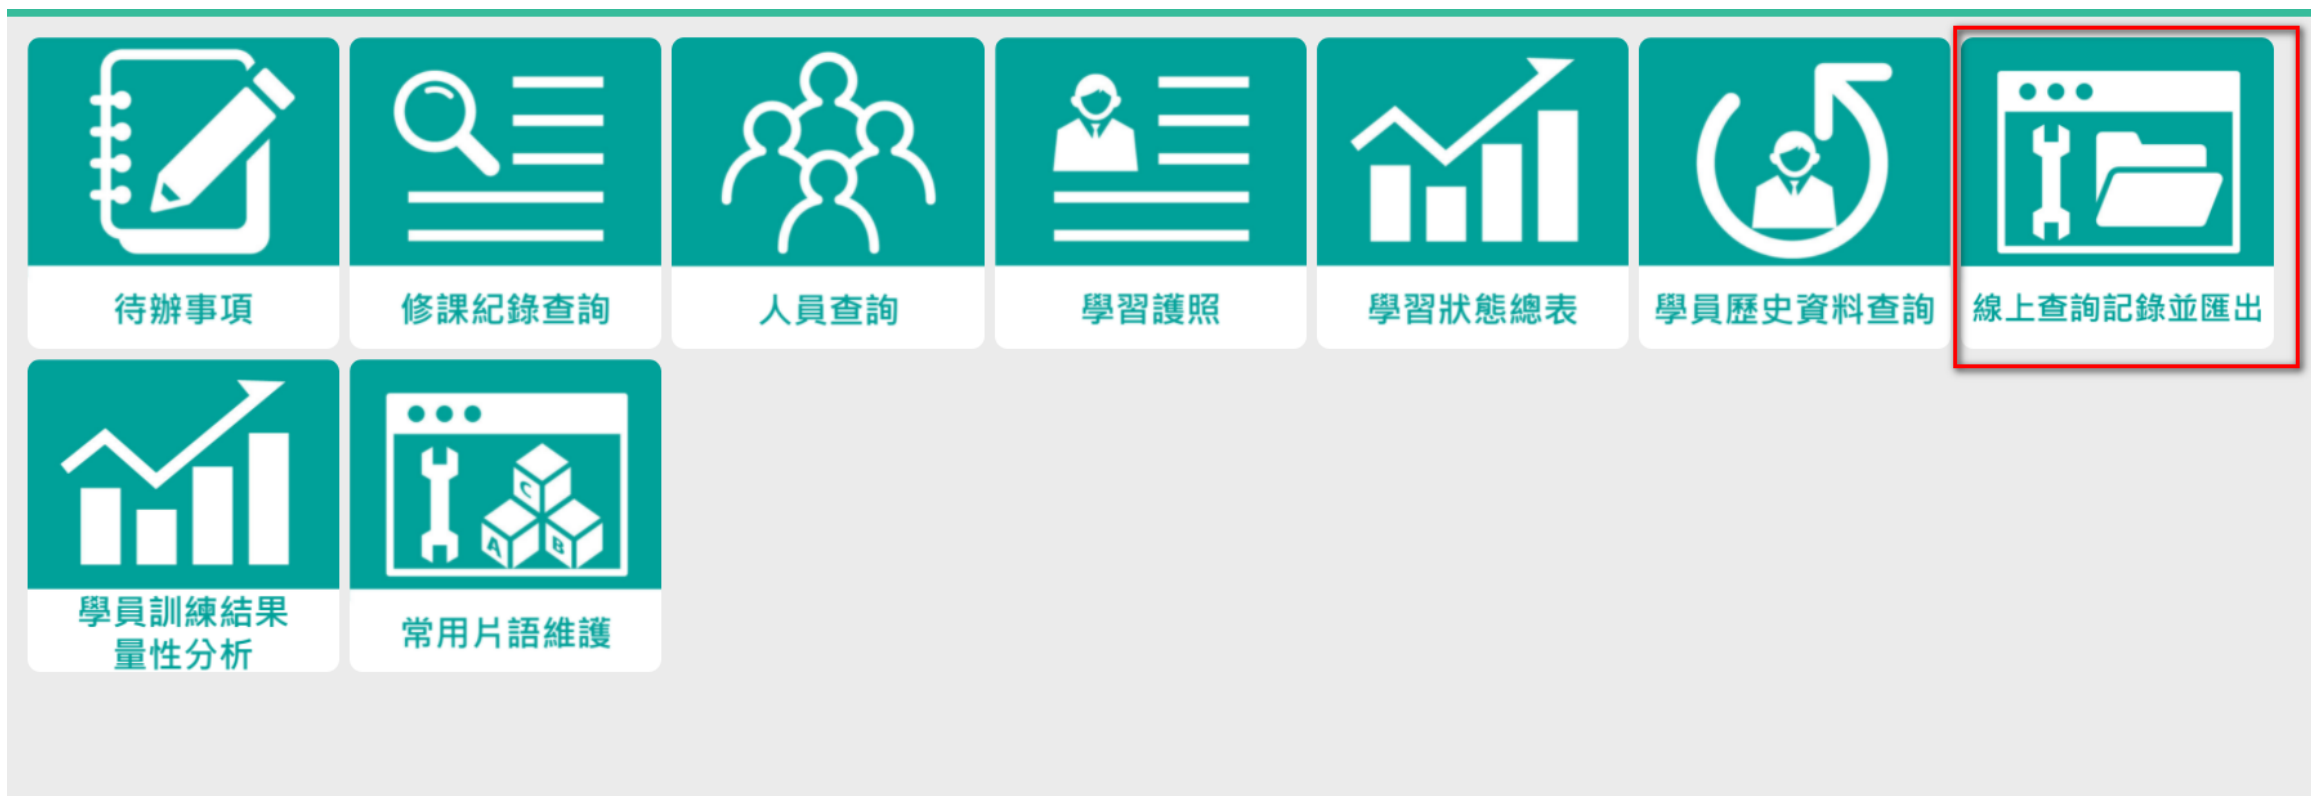 待辦事項
修課紀錄查詢
人員查詢
學習護照
學習狀態總表
學員歷史資料查詢
線上查詢記錄並匯出
學員訓練結果
量性分析
C
A
B
常用片語維護